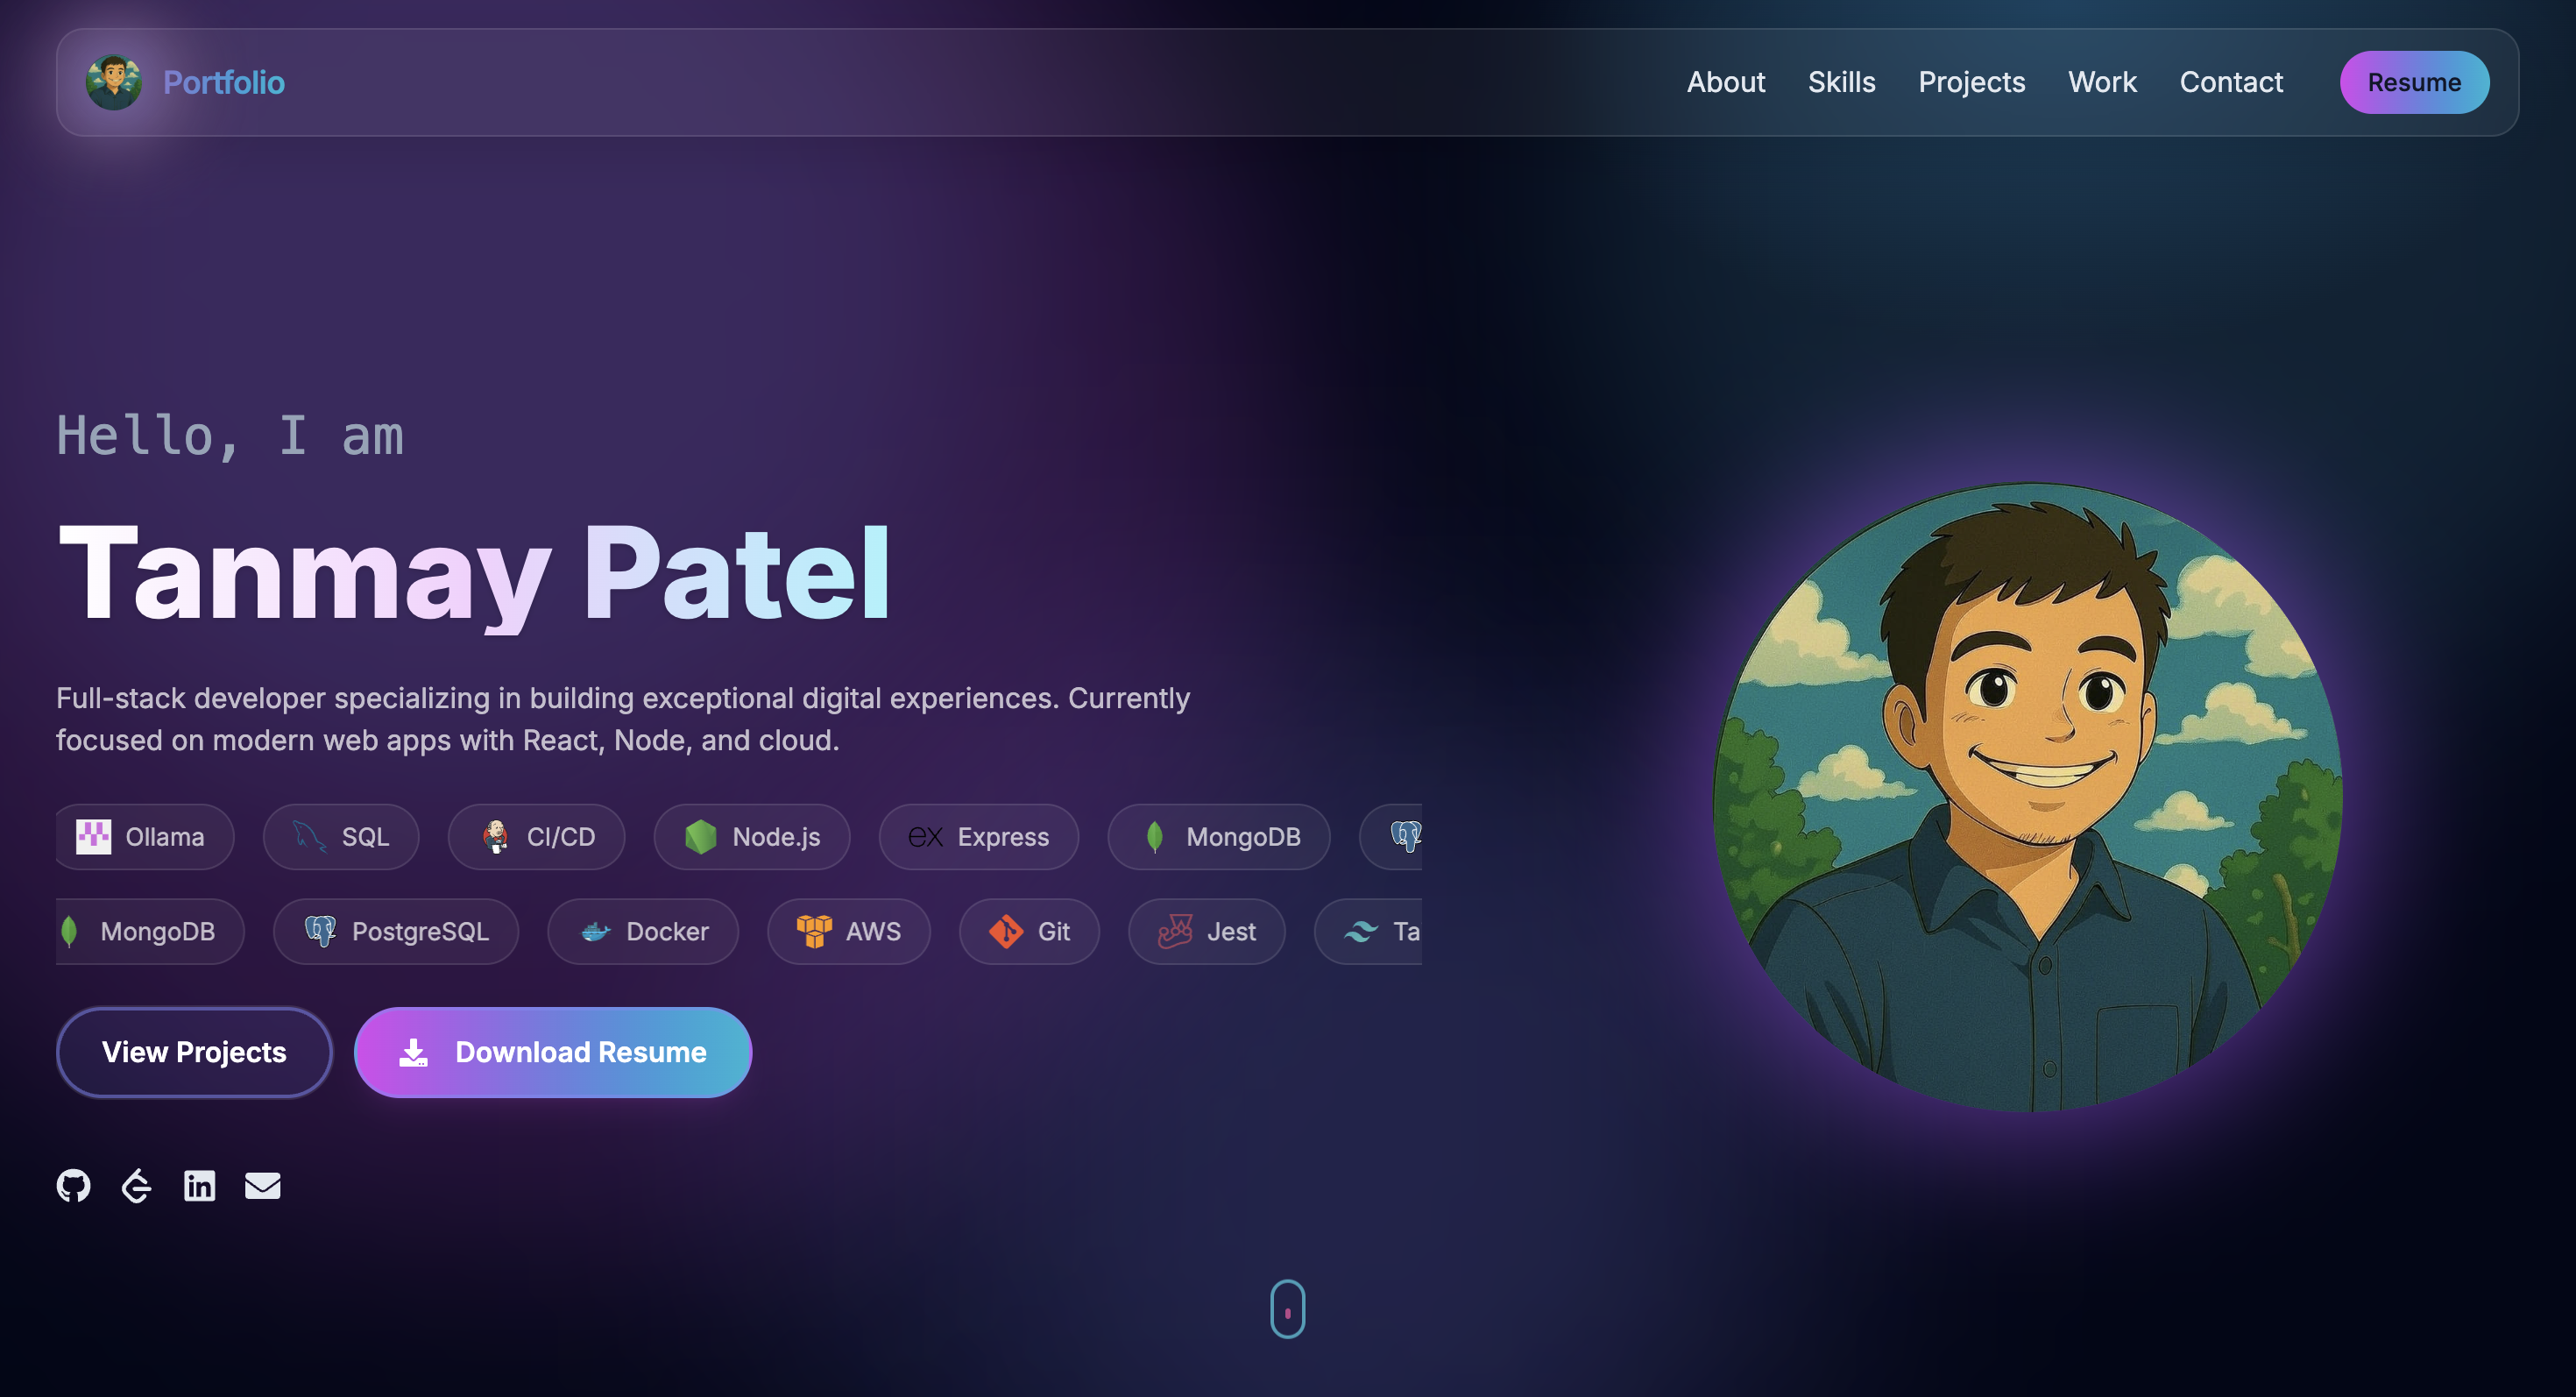 Portfolio
About Skills Projects Work Contact Resume
Hello, I am
Tanmay Patel
Full-stack developer specializing in building exceptional digital experiences. Currently
focused on modern web apps with React, Node, and cloud.
Ollama SQL CI/CD Node.js ex Express MongoDB
MongoDB PostgreSQL Docker AWS Git Jest Ta
View Projects Download Resume
in